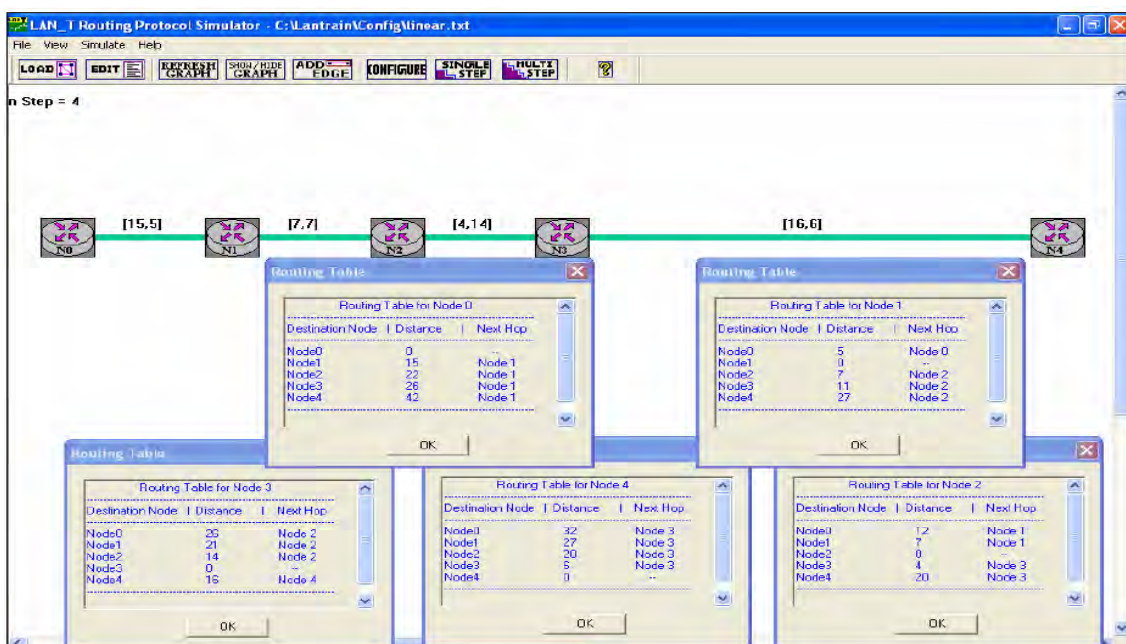 LAN_T Routing Protocol Simulator - C:\Lantrain\Config\linear.txt
File View Simulate Help
LOAD EDIT REFRESH GRAPH SHOW/HIDE GRAPH ADD EDGE CONFIGURE SINGLE STEP MULTI STEP ?
n Step = 4
[15,5] [7,7] [4,14] [16,6]
N0 N1 N2 N3 N4
Routing Table
Routing Table for Node 0
Destination Node | Distance | Next Hop
Node0 0 --
Node1 15 Node 1
Node2 22 Node 1
Node3 26 Node 1
Node4 42 Node 1
OK
Routing Table
Routing Table for Node 1
Destination Node | Distance | Next Hop
Node0 5 Node 0
Node1 0 --
Node2 7 Node 2
Node3 11 Node 2
Node4 27 Node 2
OK
Routing Table
Routing Table for Node 3
Destination Node | Distance | Next Hop
Node0 26 Node 2
Node1 21 Node 2
Node2 14 Node 2
Node3 0 --
Node4 16 Node 4
OK
Routing Table for Node 4
Destination Node | Distance | Next Hop
Node0 32 Node 3
Node1 27 Node 3
Node2 20 Node 3
Node3 6 Node 3
Node4 0 --
OK
Routing Table for Node 2
Destination Node | Distance | Next Hop
Node0 12 Node 1
Node1 7 Node 1
Node2 0 --
Node3 4 Node 3
Node4 20 Node 3
OK